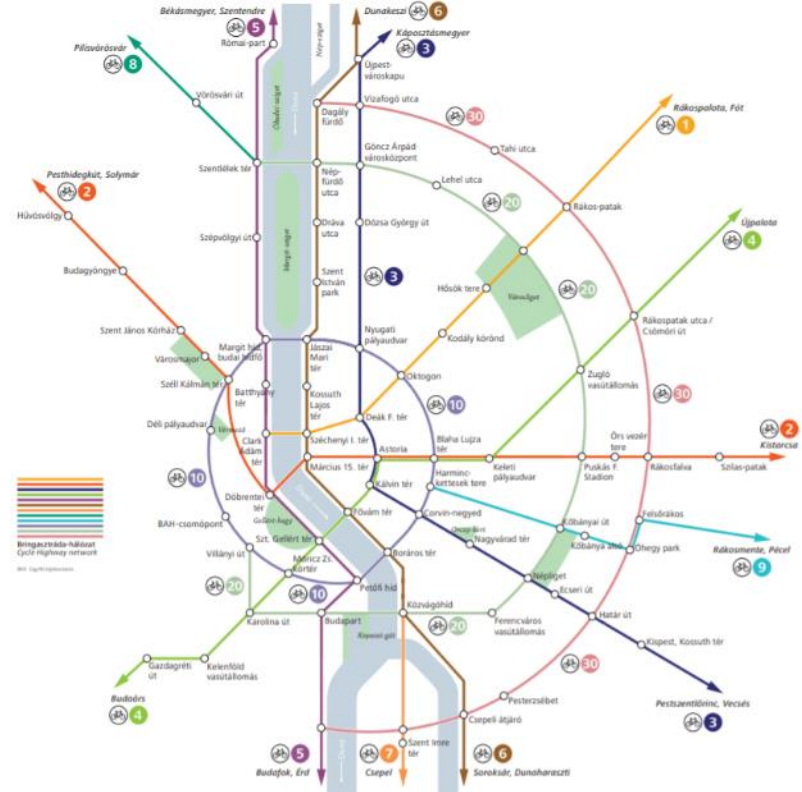 Békásmegyer, Szentendre
5
Római-part
Dunakeszi
6
Káposztásmegyer
3
Népsziget
Pilisvörösvár
8
Újpest-
városkapu
Vörösvári út
Óbudai-sziget
Dagály
fürdő
Vizafogó utca
30
Rákospalota, Fót
1
Tahi utca
Göncz Árpád
városközpont
Szentlélek tér
Nép-
fürdő
utca
Lehel utca
20
Pesthidegkút, Solymár
2
Hűvösvölgy
Rákos-patak
Újpalota
4
Szépvölgyi út
Margit-sziget
Dráva
utca
Dózsa György út
Budagyöngye
Szent
István
park
3
Hősök tere
Városliget
20
Szent János Kórház
Margit híd,
budai hídfő
Jászai
Mari
tér
Nyugati
pályaudvar
Kodály körönd
Rákospatak utca /
Csömöri út
Városmajor
Széll Kálmán tér
Batthyány
tér
Kossuth
Lajos
tér
Oktogon
Zugló
vasútállomás
10
30
Deák F. tér
Déli pályaudvar
Vérmező
Clark
Ádám
tér
Széchenyi I. tér
Astoria
Blaha Lujza
tér
Örs vezér
tere
2
Kistarcsa
Március 15. tér
Keleti
pályaudvar
Puskás F.
Stadion
Rákosfalva
Szilas-patak
10
Kálvin tér
Harminc-
kettesek tere
Döbrentei
tér
Gellért-hegy
Fővám tér
Corvin-negyed
Orczy-kert
Nagyvárad tér
Kőbányai út
Kőbánya alsó
Felsőrákos
Óhegy park
Rákosmente, Pécel
9
BAH-csomópont
Szt. Gellért tér
Villányi út
Móricz Zs.
körtér
Boráros tér
Bringasztráda-hálózat
Cycle Highway network
20
10
Petőfi híd
Népliget
Ecseri út
Karolina út
Budapart
Közvágóhíd
20
Ferencváros
vasútállomás
Határ út
Kopaszi gát
Kispest, Kossuth tér
Gazdagréti
út
Kelenföld
vasútállomás
30
Budaörs
4
Pesterzsébet
Pestszentlőrinc, Vecsés
3
Csepeli átjáró
Szent Imre
tér
5
Budafok, Érd
7
Csepel
6
Soroksár, Dunaharaszti